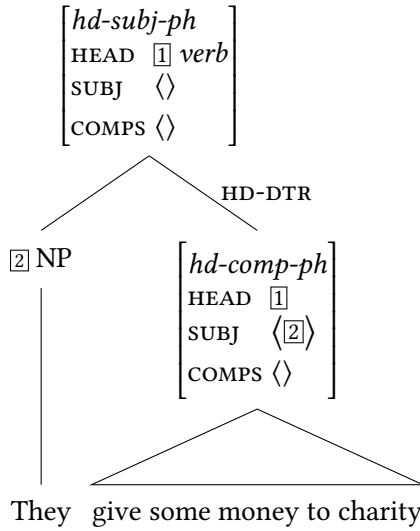 hd-subj-ph
HEAD 1 verb
SUBJ ⟨⟩
COMPS ⟨⟩
HD-DTR
2 NP
hd-comp-ph
HEAD 1
SUBJ ⟨2⟩
COMPS ⟨⟩
They give some money to charity